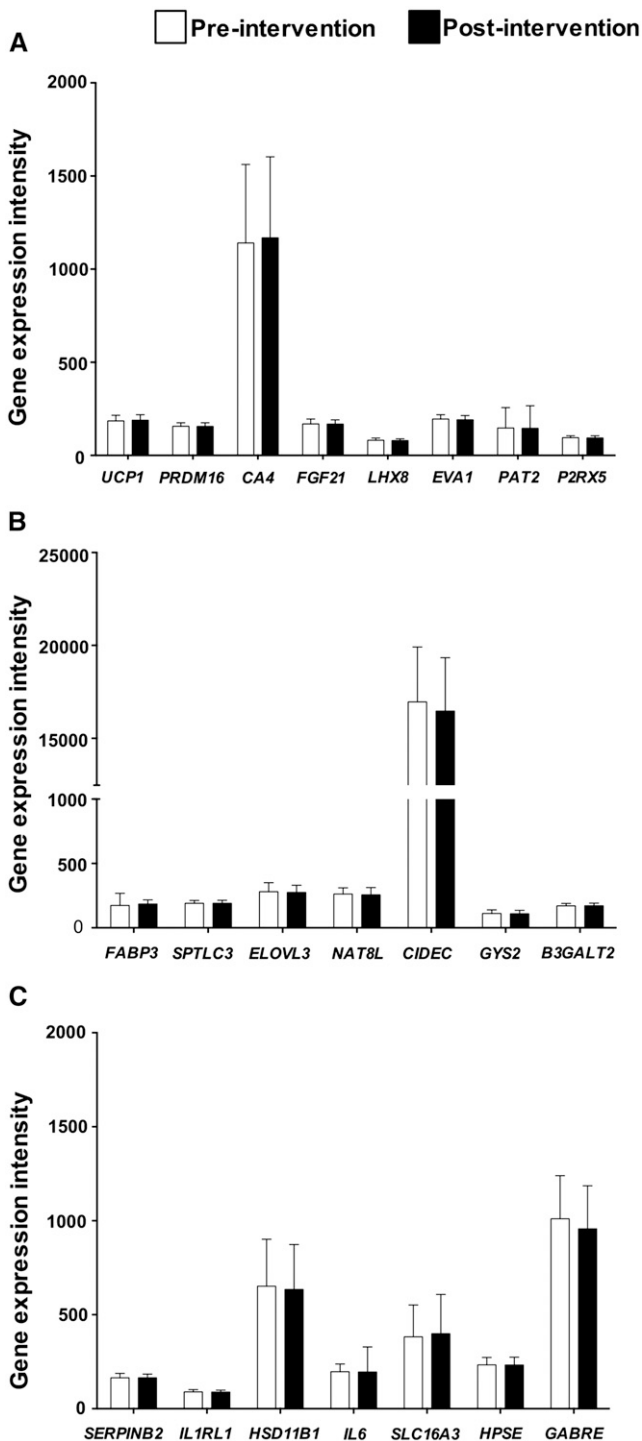 Pre-intervention Post-intervention
A
Gene expression intensity
2000
1500
1000
500
0
UCP1 PRDM16 CA4 FGF21 LHX8 EVA1 PAT2 P2RX5
B
Gene expression intensity
25000
20000
15000
1000
500
0
FABP3 SPTLC3 ELOVL3 NAT8L CIDEC GYS2 B3GALT2
C
Gene expression intensity
2000
1500
1000
500
0
SERPINB2 IL1RL1 HSD11B1 IL6 SLC16A3 HPSE GABRE